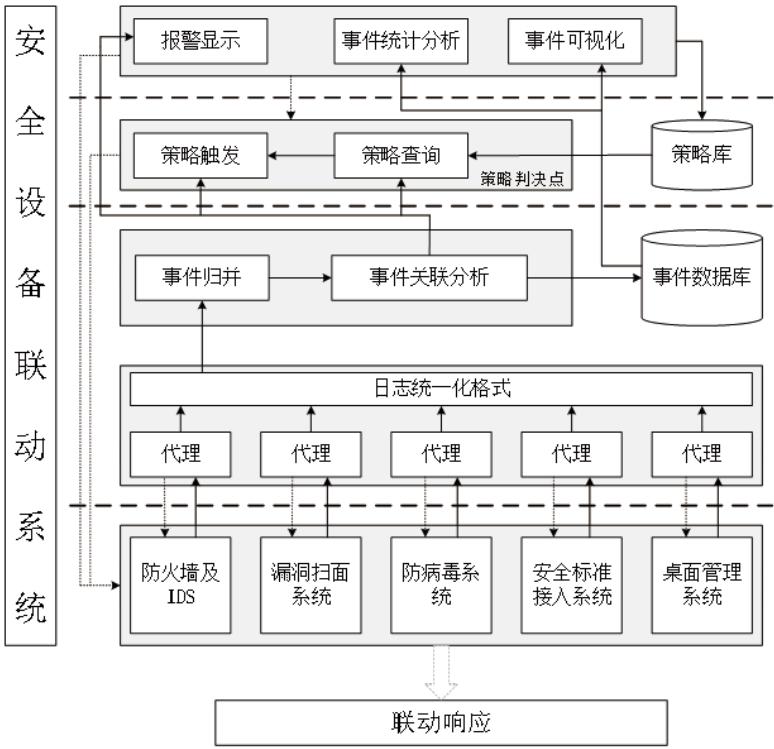 安全设备联动系统
报警显示
事件统计分析
事件可视化
策略触发
策略查询
策略判决点
策略库
事件归并
事件关联分析
事件数据库
日志统一化格式
代理
代理
代理
代理
代理
防火墙及
IDS
漏洞扫面
系统
防病毒系
统
安全标准
接入系统
桌面管理
系统
联动响应